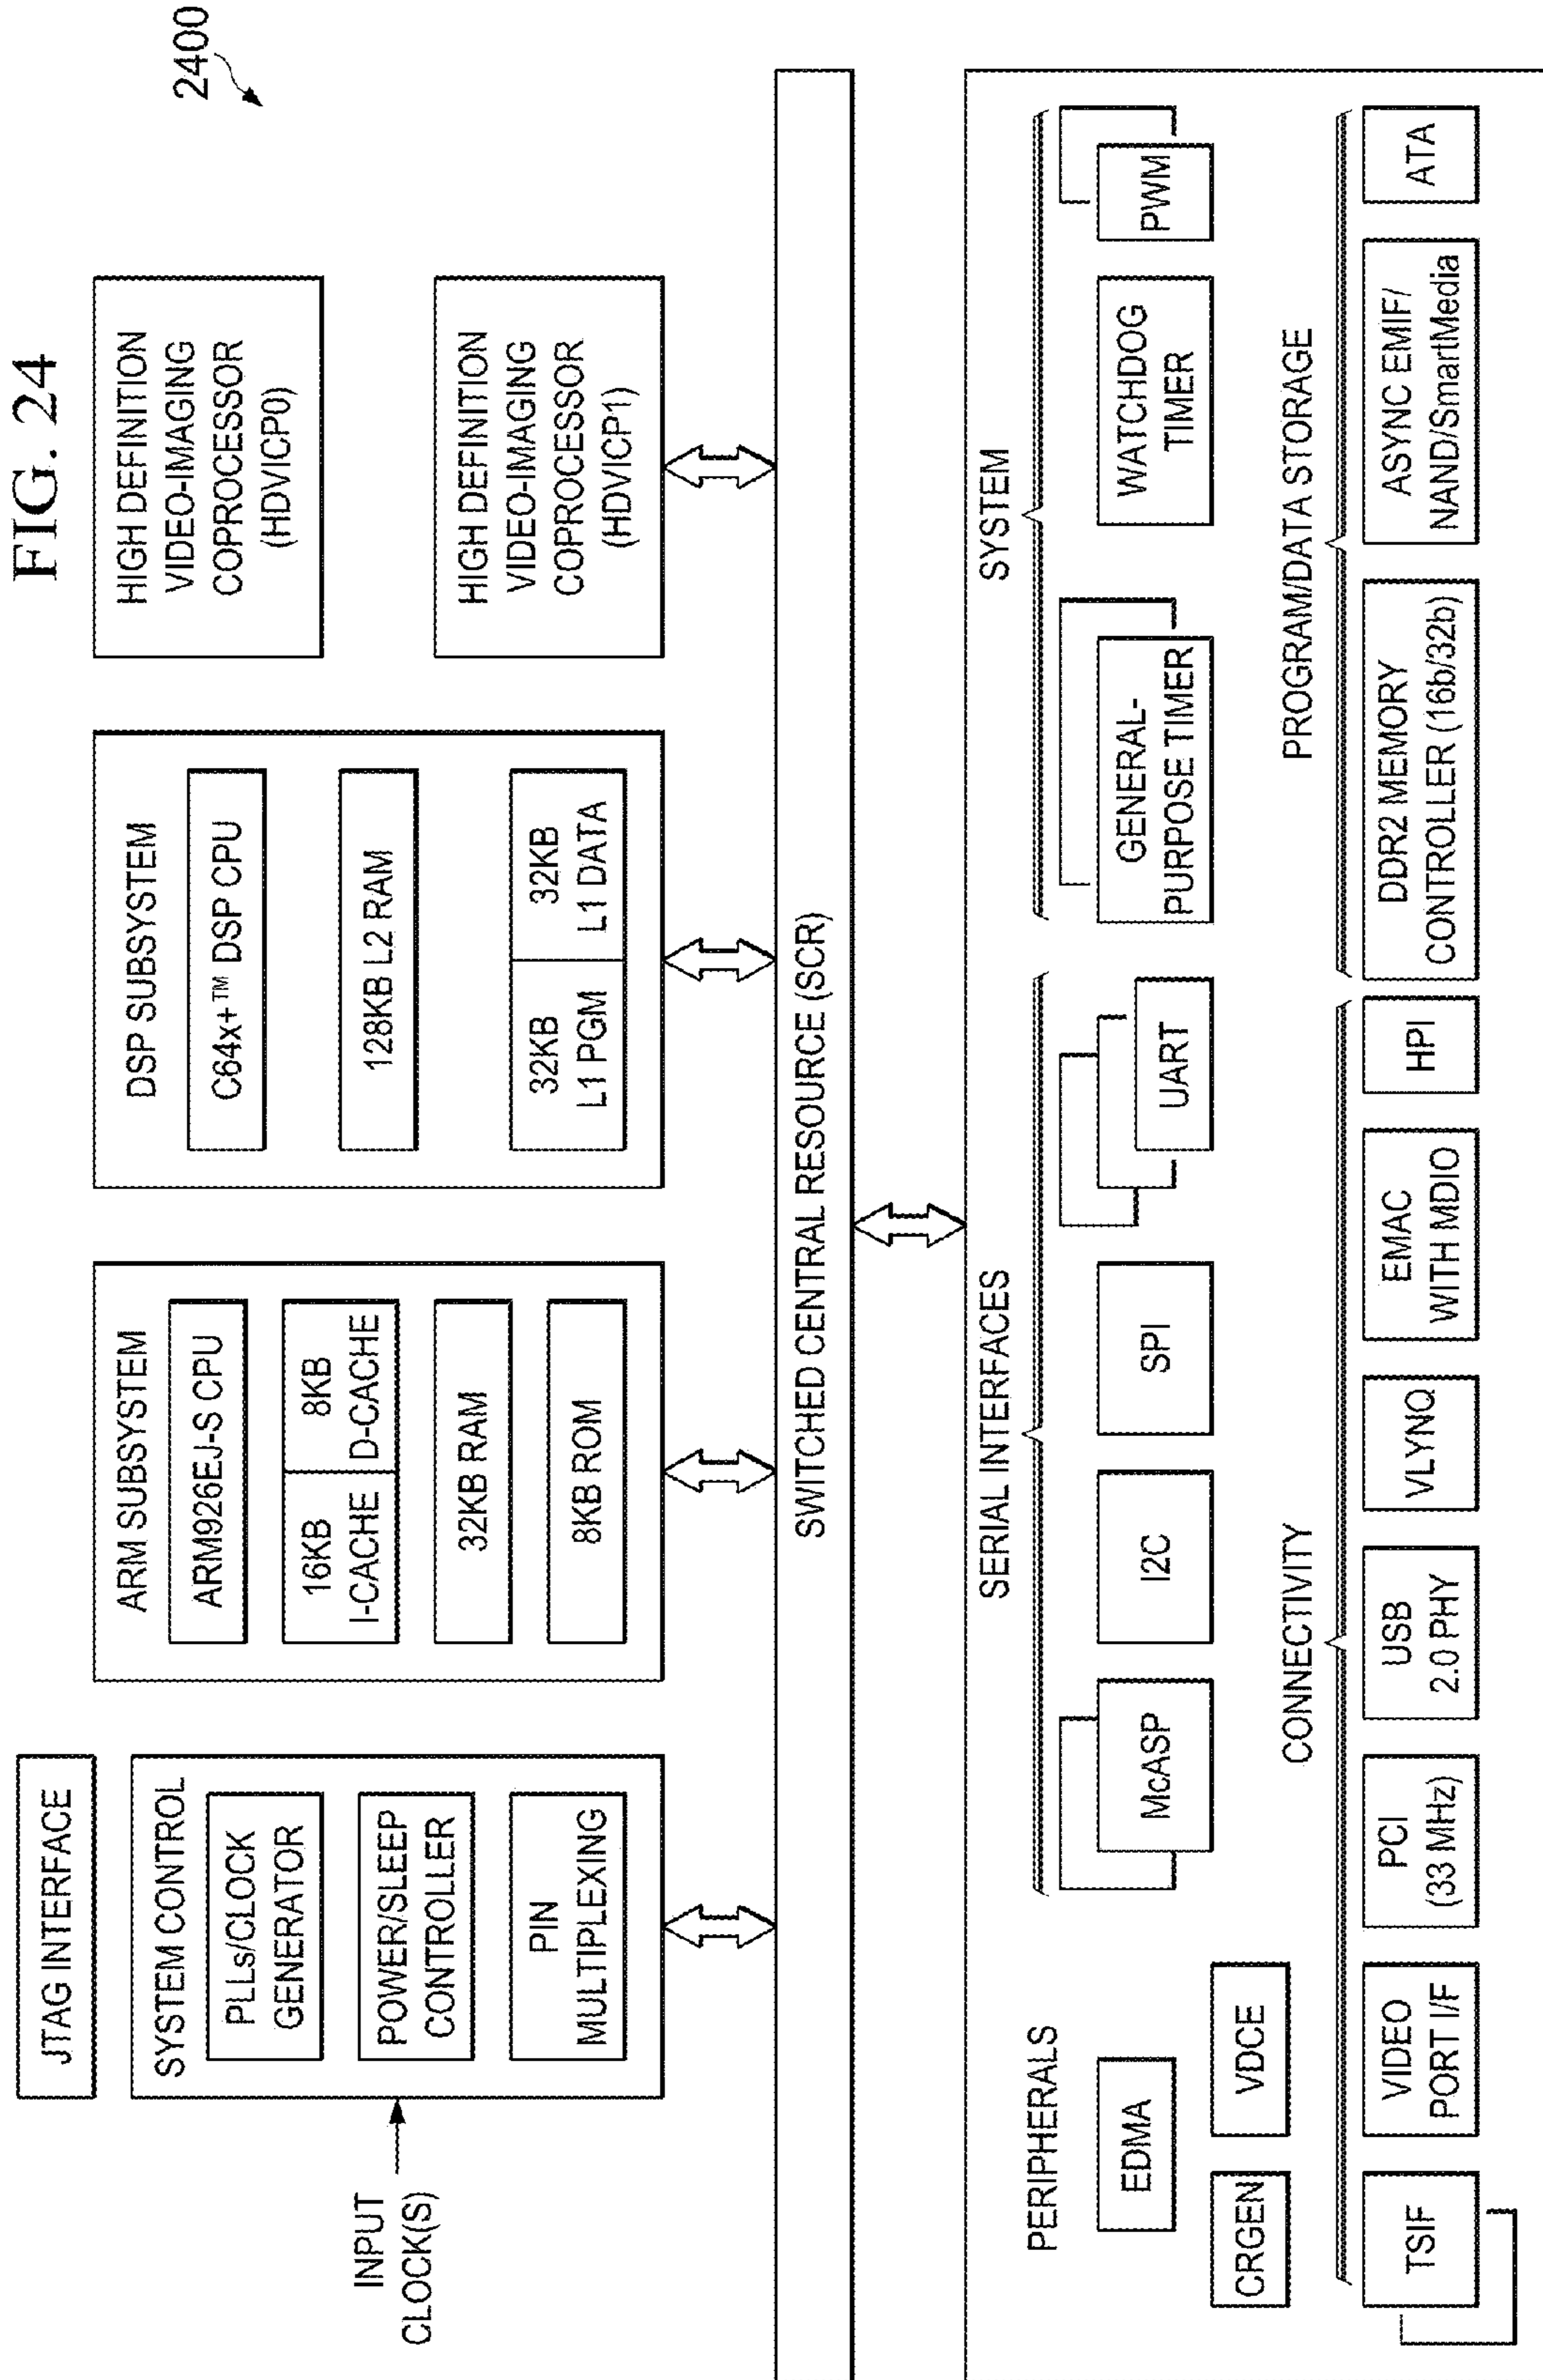 FIG. 24
2400
JTAG INTERFACE
INPUT
CLOCK(S)
SYSTEM CONTROL
PLLs/CLOCK
GENERATOR
POWER/SLEEP
CONTROLLER
PIN
MULTIPLEXING
ARM SUBSYSTEM
ARM926EJ-S CPU
16KB
I-CACHE
8KB
D-CACHE
32KB RAM
8KB ROM
DSP SUBSYSTEM
C64x+™ DSP CPU
128KB L2 RAM
32KB
L1 PGM
32KB
L1 DATA
HIGH DEFINITION
VIDEO-IMAGING
COPROCESSOR
(HDVICP0)
HIGH DEFINITION
VIDEO-IMAGING
COPROCESSOR
(HDVICP1)
SWITCHED CENTRAL RESOURCE (SCR)
PERIPHERALS
EDMA
CRGEN
VDCE
SERIAL INTERFACES
McASP
I2C
SPI
UART
SYSTEM
GENERAL-
PURPOSE TIMER
WATCHDOG
TIMER
PWM
CONNECTIVITY
TSIF
VIDEO
PORT I/F
PCI
(33 MHz)
USB
2.0 PHY
VLYNQ
EMAC
WITH MDIO
HPI
PROGRAM/DATA STORAGE
DDR2 MEMORY
CONTROLLER (16b/32b)
ASYNC EMIF/
NAND/SmartMedia
ATA